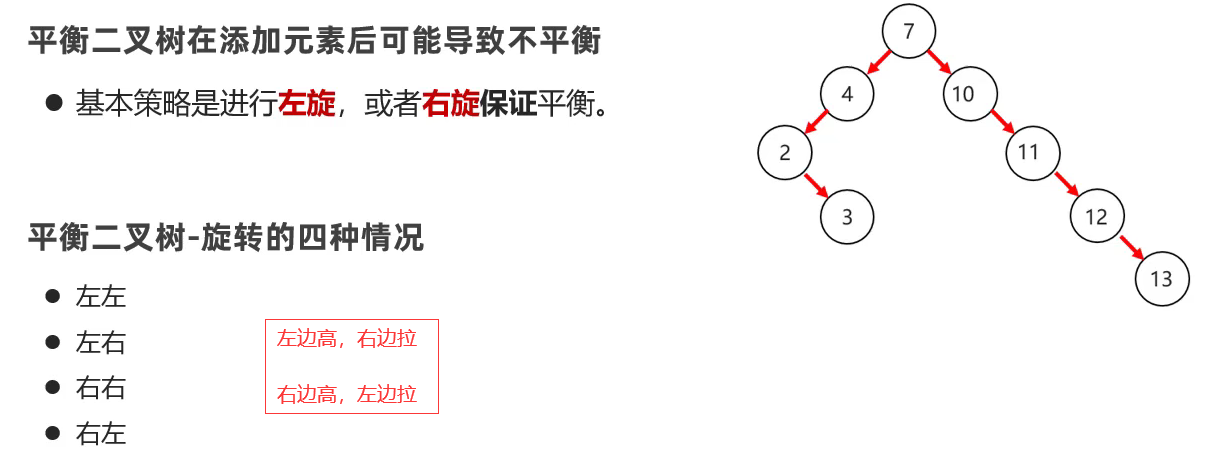 平衡二叉树在添加元素后可能导致不平衡
● 基本策略是进行左旋，或者右旋保证平衡。
平衡二叉树-旋转的四种情况
● 左左
● 左右
● 右右
● 右左
左边高，右边拉
右边高，左边拉
7
4
10
2
11
3
12
13